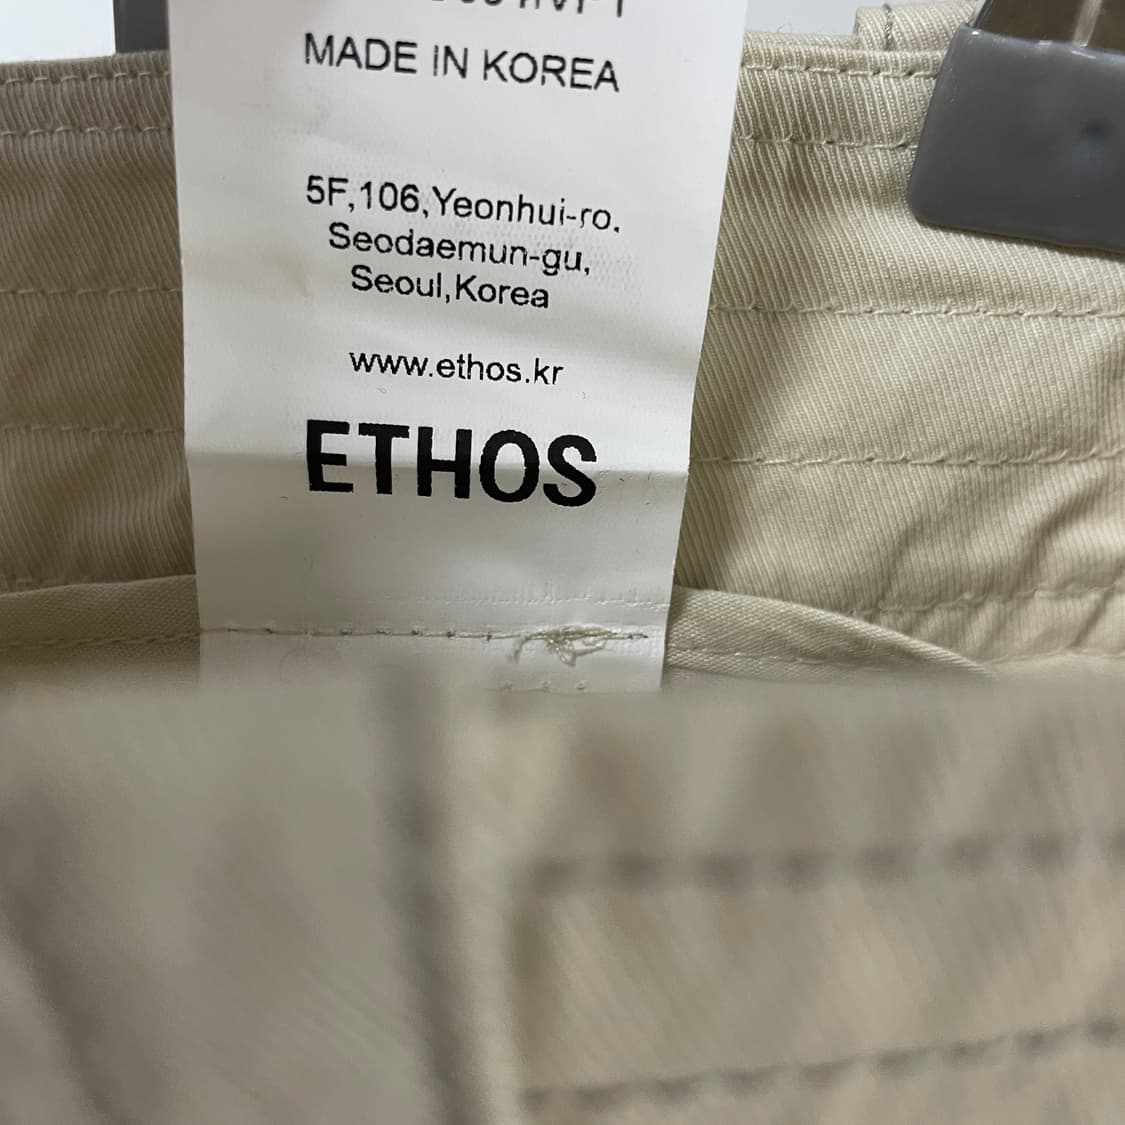 MADE IN KOREA
5F,106,Yeonhui-ro.
Seodaemun-gu,
Seoul,Korea
www.ethos.kr
ETHOS